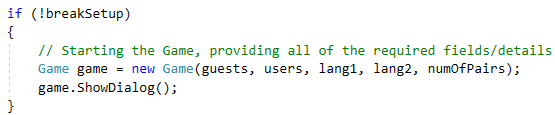 if (!breakSetup)
{
// Starting the Game, providing all of the required fields/details
Game game = new Game(guests, users, lang1, lang2, numOfPairs);
game.ShowDialog();
}